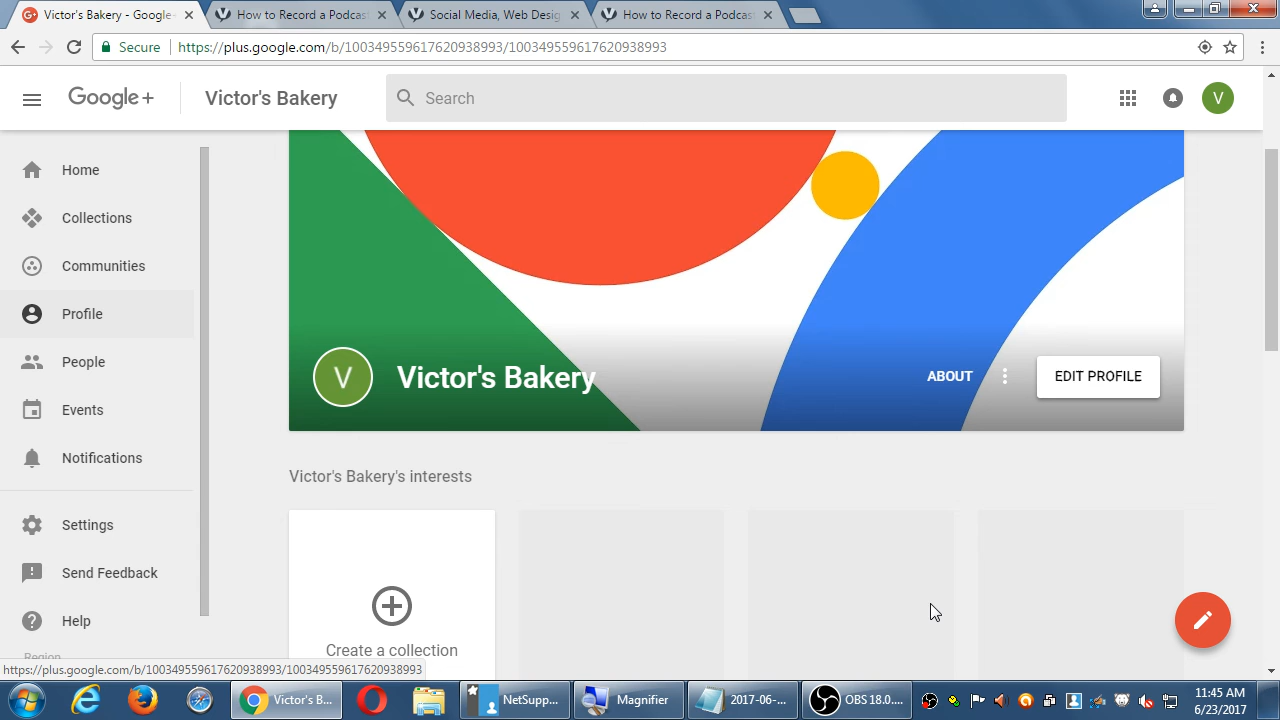 Victor's Bakery - Google+
How to Record a Podcast
Social Media, Web Desig
How to Record a Podcast
Secure
https://plus.google.com/b/100349559617620938993/100349559617620938993
Google+
Victor's Bakery
Search
V
Home
Collections
Communities
Profile
People
Events
Notifications
Settings
Send Feedback
Help
Region
V
Victor's Bakery
ABOUT
EDIT PROFILE
Victor's Bakery's interests
Create a collection
https://plus.google.com/b/100349559617620938993/100349559617620938993
Victor's B...
NetSupp...
Magnifier
2017-06-...
OBS 18.0....
11:45 AM
6/23/2017